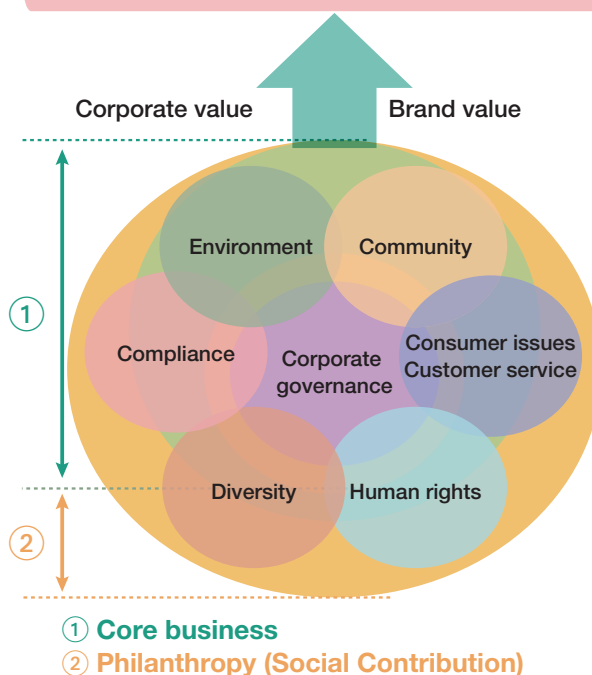 Corporate value
Brand value
Environment
Community
①
Compliance
Corporate
governance
Consumer issues
Customer service
Diversity
Human rights
②
① Core business
② Philanthropy (Social Contribution)